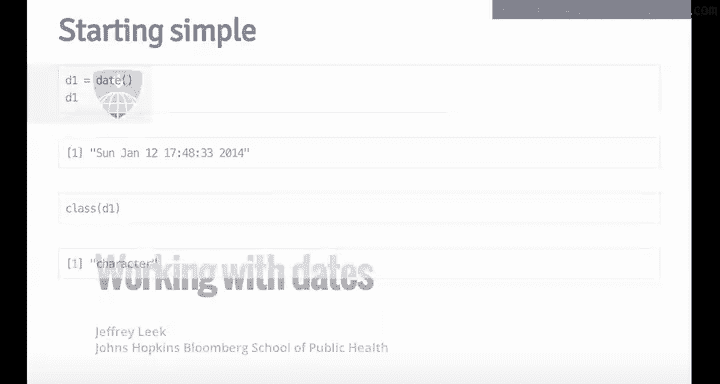 Starting simple
d1 = date()
d1
[1] "Sun Jan 12 17:48:33 2014"
class(d1)
[1] "character"
Working with dates
Jeffrey Leek
Johns Hopkins Bloomberg School of Public Health